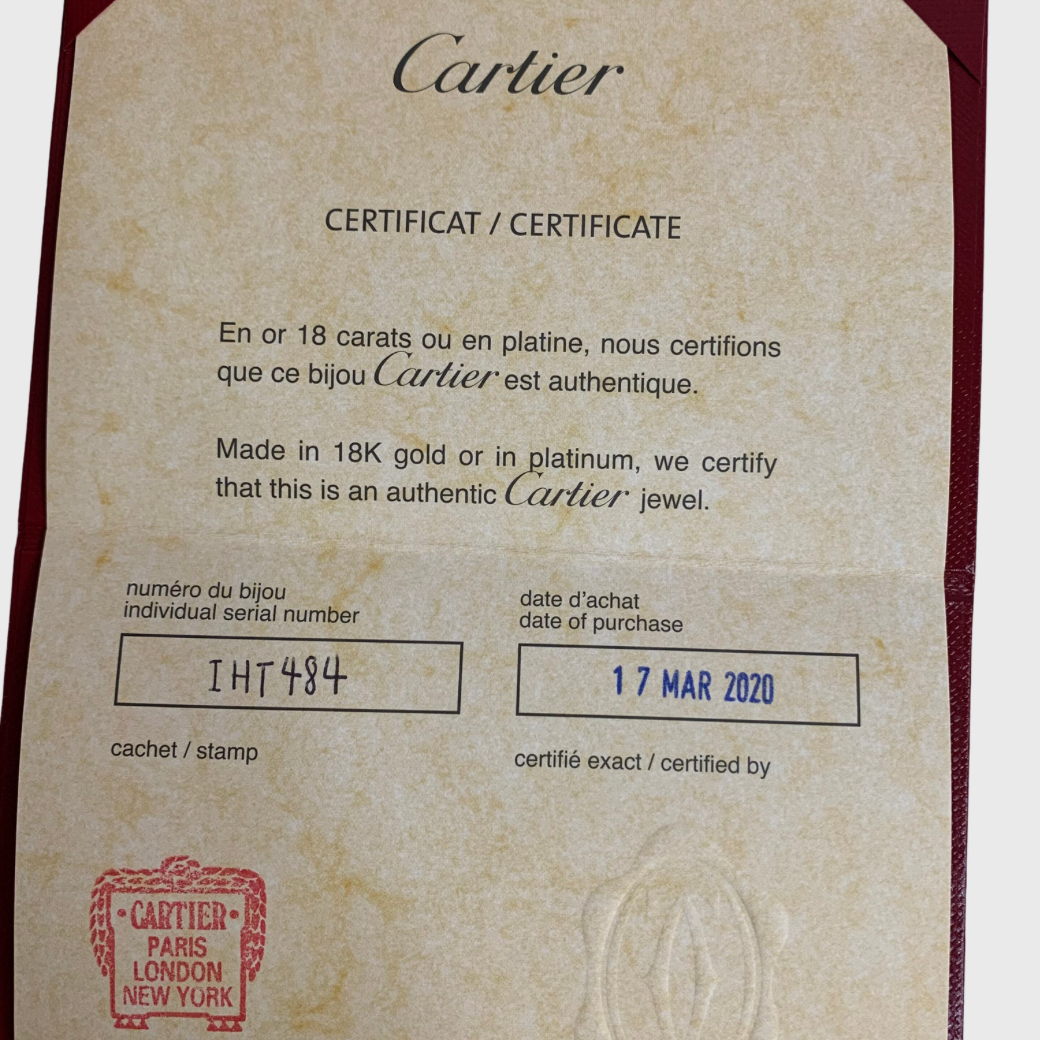 Cartier
CERTIFICAT / CERTIFICATE
En or 18 carats ou en platine, nous certifions
que ce bijou Cartier est authentique.
Made in 18K gold or in platinum, we certify
that this is an authentic Cartier jewel.
numéro du bijou
individual serial number
IHT484
date d'achat
date of purchase
17 MAR 2020
cachet / stamp
certifié exact / certified by
·CARTIER·
PARIS
LONDON
NEW YORK